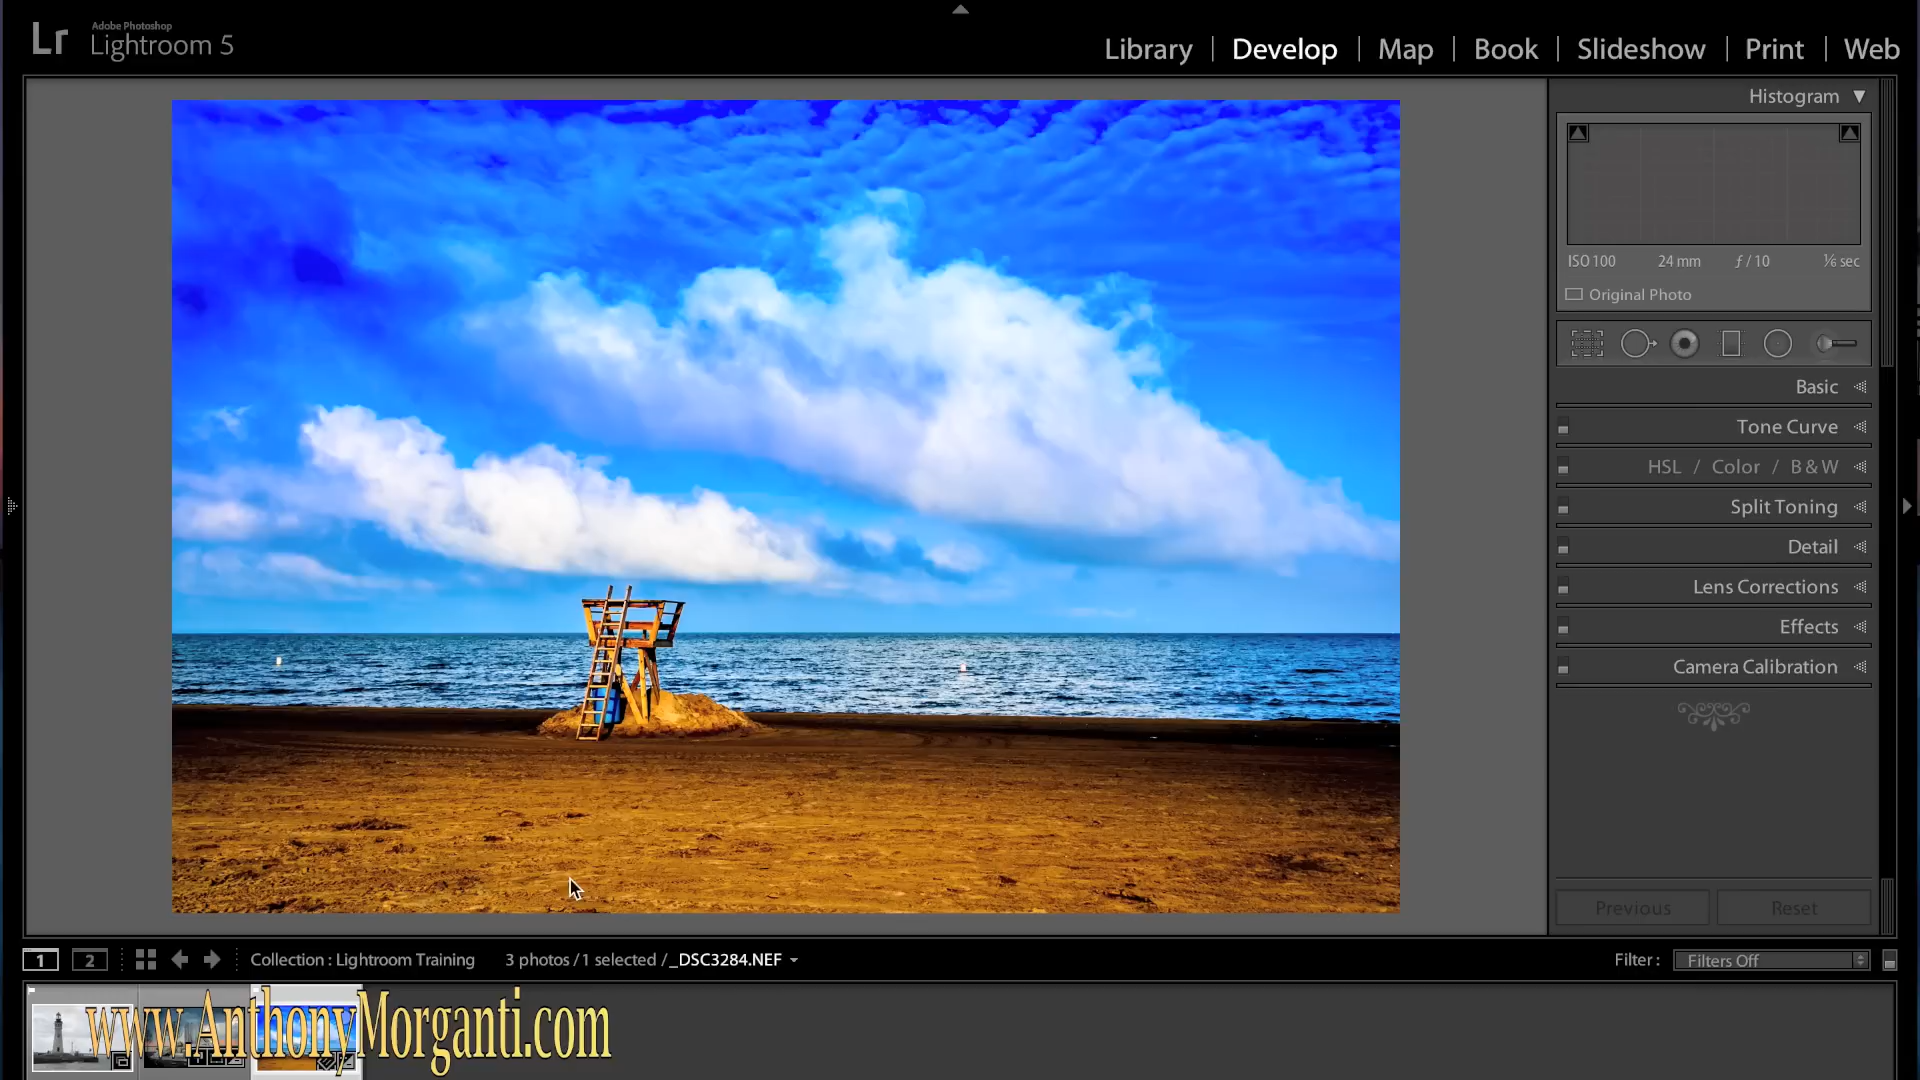 Lr Adobe Photoshop
Lightroom 5
Library | Develop | Map | Book | Slideshow | Print | Web
Histogram
ISO 100 24 mm ƒ / 10 ⅙ sec
Original Photo
Basic
Tone Curve
HSL / Color / B & W
Split Toning
Detail
Lens Corrections
Effects
Camera Calibration
Previous Reset
1 2 Collection : Lightroom Training 3 photos / 1 selected / _DSC3284.NEF Filter : Filters Off
www.AnthonyMorganti.com